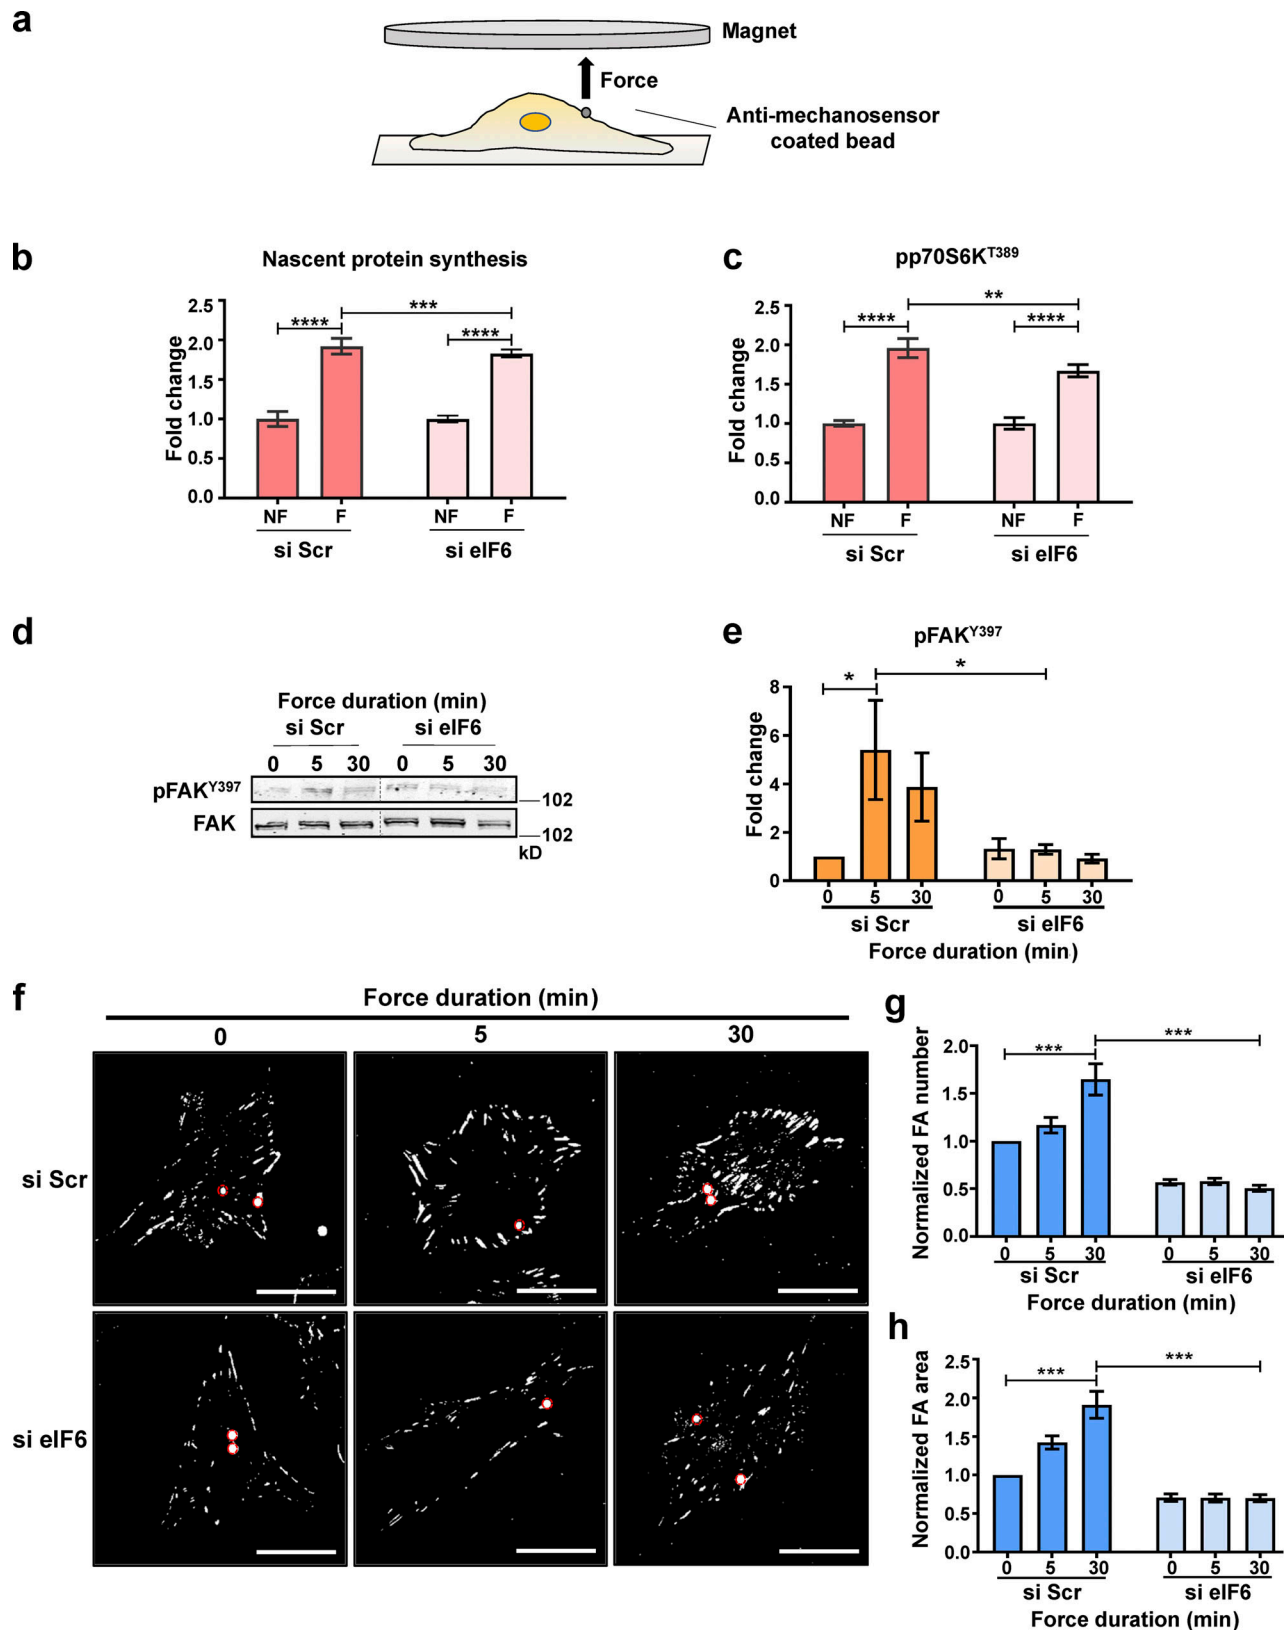 a
Magnet
Force
Anti-mechanosensor
coated bead
b
Nascent protein synthesis
Fold change
2.5
2.0
1.5
1.0
0.5
0.0
****
***
****
NF F NF F
si Scr si eIF6
c
pp70S6K^T389
Fold change
2.5
2.0
1.5
1.0
0.5
0.0
****
**
****
NF F NF F
si Scr si eIF6
d
Force duration (min)
si Scr si eIF6
0 5 30 0 5 30
pFAK^Y397
102
FAK
102
kD
e
pFAK^Y397
Fold change
8
6
4
2
0
*
*
0 5 30 0 5 30
si Scr si eIF6
Force duration (min)
f
Force duration (min)
0 5 30
si Scr
si eIF6
g
Normalized FA number
2.0
1.5
1.0
0.5
0.0
***
***
0 5 30 0 5 30
si Scr si eIF6
Force duration (min)
h
Normalized FA area
2.5
2.0
1.5
1.0
0.5
0.0
***
***
0 5 30 0 5 30
si Scr si eIF6
Force duration (min)